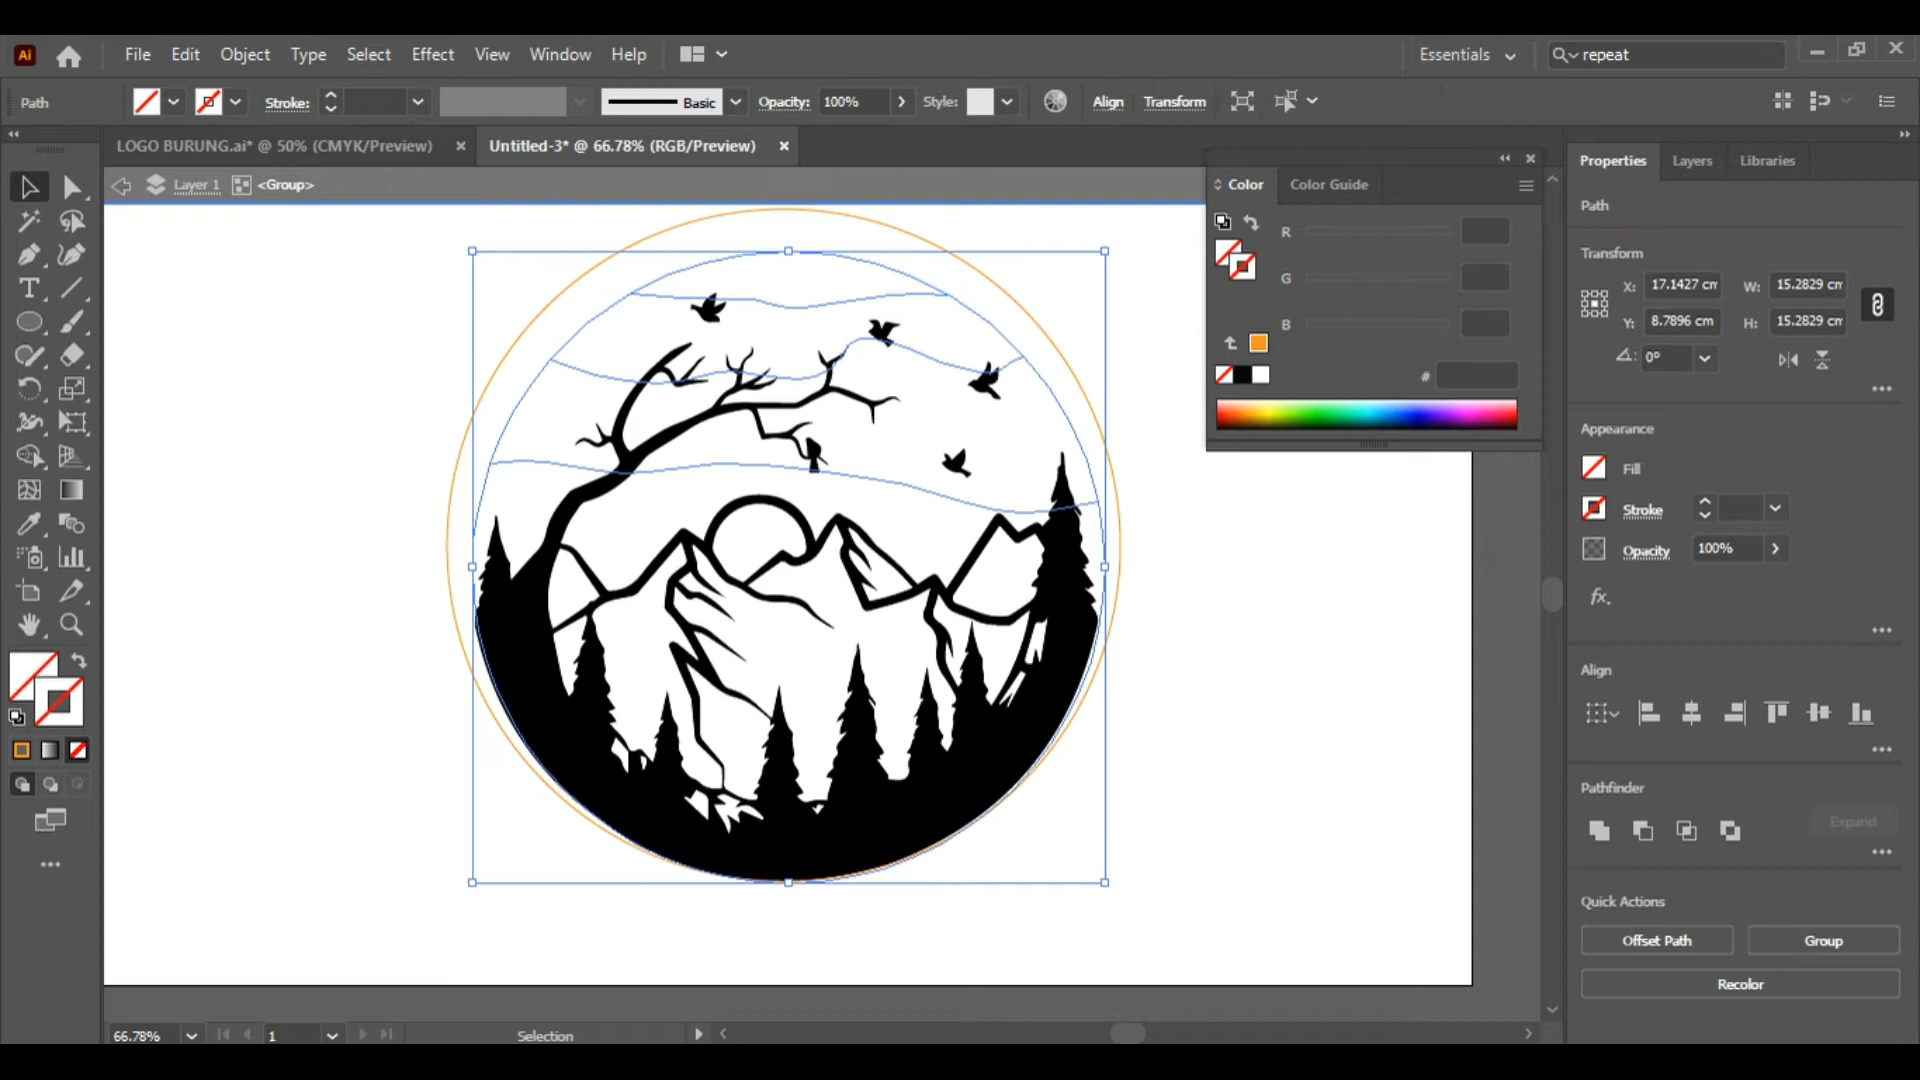 Ai File Edit Object Type Select Effect View Window Help Essentials repeat
Path Stroke: Basic Opacity: 100% Style: Align Transform
LOGO BURUNG.ai* @ 50% (CMYK/Preview) × Untitled-3* @ 66.78% (RGB/Preview) ×
Layer 1 <Group>
Color Color Guide
R
G
B
#
Properties Layers Libraries
Path
Transform
X: 17.1427 cm W: 15.2829 cm
Y: 8.7896 cm H: 15.2829 cm
0°
Appearance
Fill
Stroke
Opacity 100%
fx.
Align
Pathfinder
Expand
Quick Actions
Offset Path Group
Recolor
66.78% 1 Selection